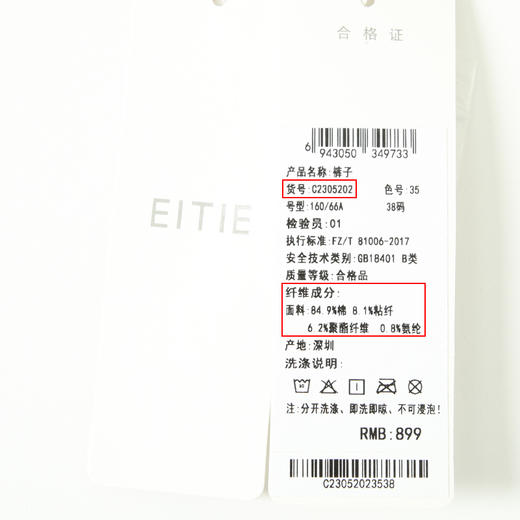 合格证
EITIE
6 943050 349733
产品名称:裤子
货号:C2305202 色号:35
号型:160/66A 38码
检验员:01
执行标准:FZ/T 81006-2017
安全技术类别:GB18401 B类
质量等级:合格品
纤维成分:
面料:84.9%棉 8.1%粘纤
6.2%聚酯纤维 0.8%氨纶
产地:深圳
洗涤说明:
注:分开洗涤、即洗即晾、不可浸泡!
RMB:899
C23052023538